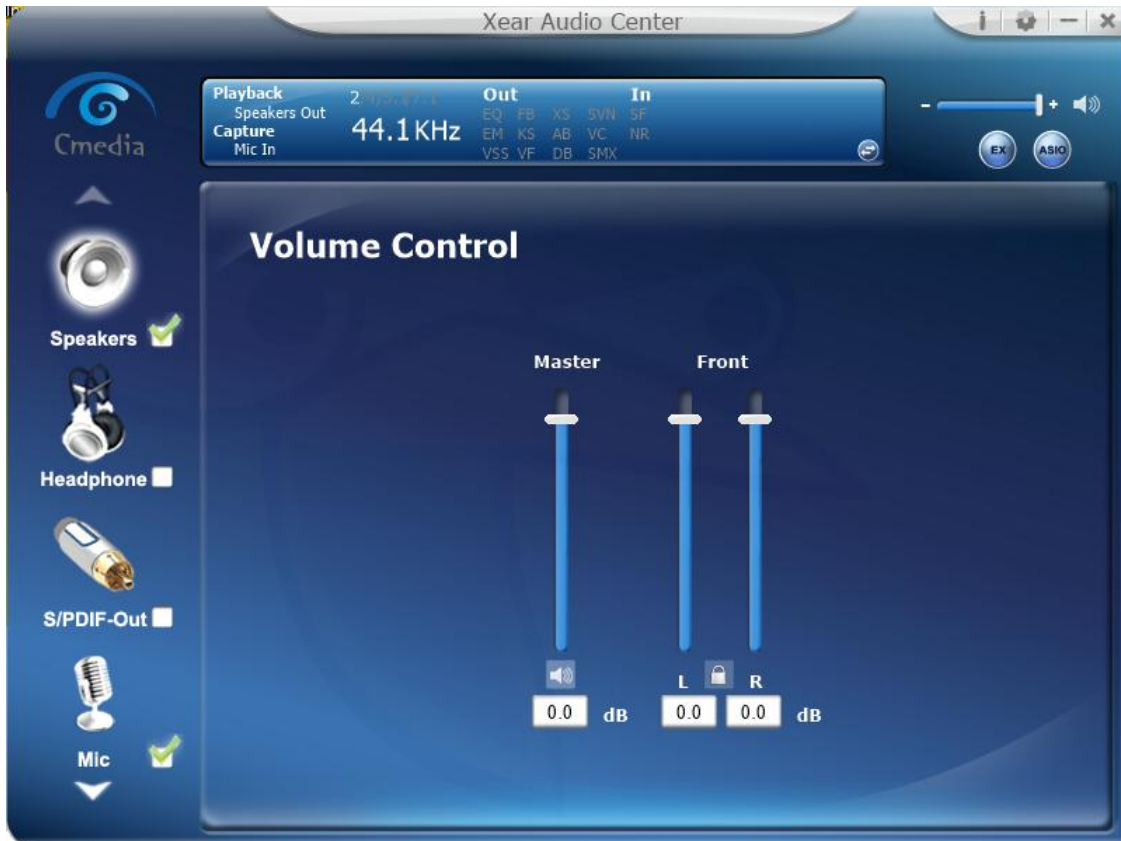 Xear Audio Center
i
Cmedia
Playback
Speakers Out
Capture
Mic In
2
44.1 KHz
Out In
EQ FB XS SVN SF
EM KS AB VC NR
VSS VF DB SMX
- +
EX ASIO
Volume Control
Speakers
Headphone
S/PDIF-Out
Mic
Master Front
L R
0.0 dB 0.0 0.0 dB